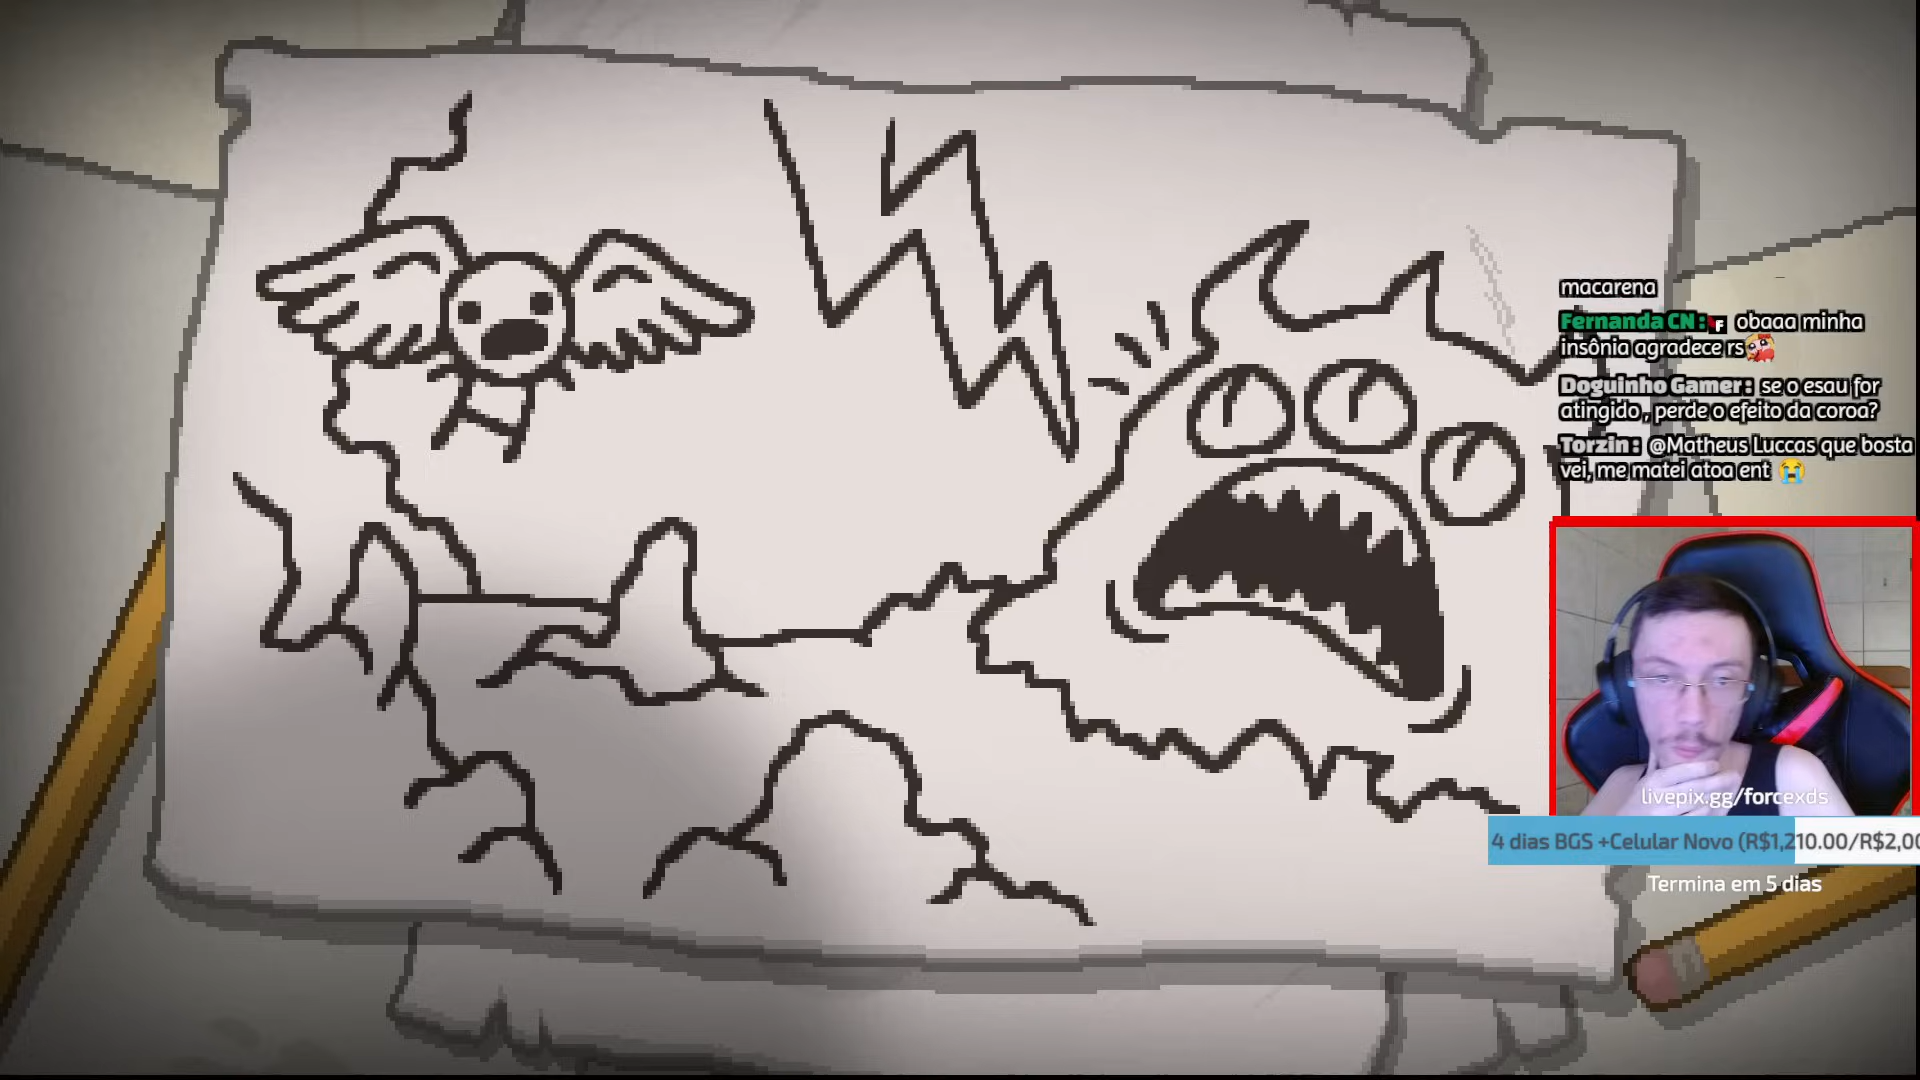 macarena
Fernanda CN : obaaa minha
insônia agradece rs
Doguinho Gamer : se o esau for
atingido , perde o efeito da coroa?
Torzin : @Matheus Luccas que bosta
vei, me matei atoa ent
livepix.gg/forcexds
4 dias BGS +Celular Novo (R$1,210.00/R$2,00
Termina em 5 dias